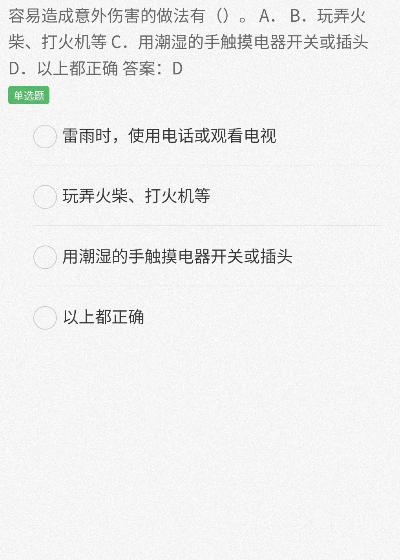 容易造成意外伤害的做法有（）。 A． B．玩弄火
柴、打火机等 C．用潮湿的手触摸电器开关或插头
D．以上都正确 答案：D
单选题
雷雨时，使用电话或观看电视
玩弄火柴、打火机等
用潮湿的手触摸电器开关或插头
以上都正确